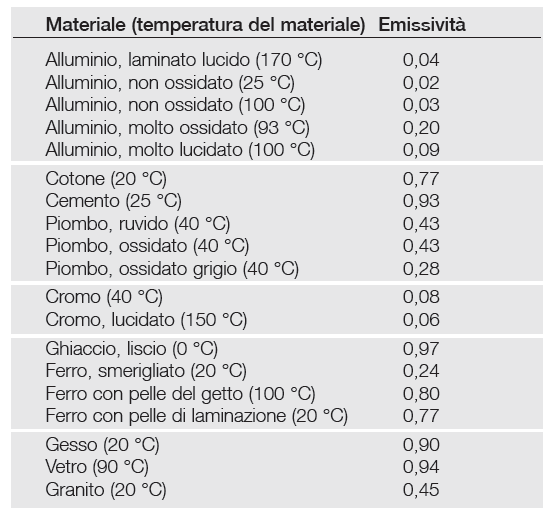 Materiale (temperatura del materiale) Emissività
Alluminio, laminato lucido (170 °C) 0,04
Alluminio, non ossidato (25 °C) 0,02
Alluminio, non ossidato (100 °C) 0,03
Alluminio, molto ossidato (93 °C) 0,20
Alluminio, molto lucidato (100 °C) 0,09
Cotone (20 °C) 0,77
Cemento (25 °C) 0,93
Piombo, ruvido (40 °C) 0,43
Piombo, ossidato (40 °C) 0,43
Piombo, ossidato grigio (40 °C) 0,28
Cromo (40 °C) 0,08
Cromo, lucidato (150 °C) 0,06
Ghiaccio, liscio (0 °C) 0,97
Ferro, smerigliato (20 °C) 0,24
Ferro con pelle del getto (100 °C) 0,80
Ferro con pelle di laminazione (20 °C) 0,77
Gesso (20 °C) 0,90
Vetro (90 °C) 0,94
Granito (20 °C) 0,45